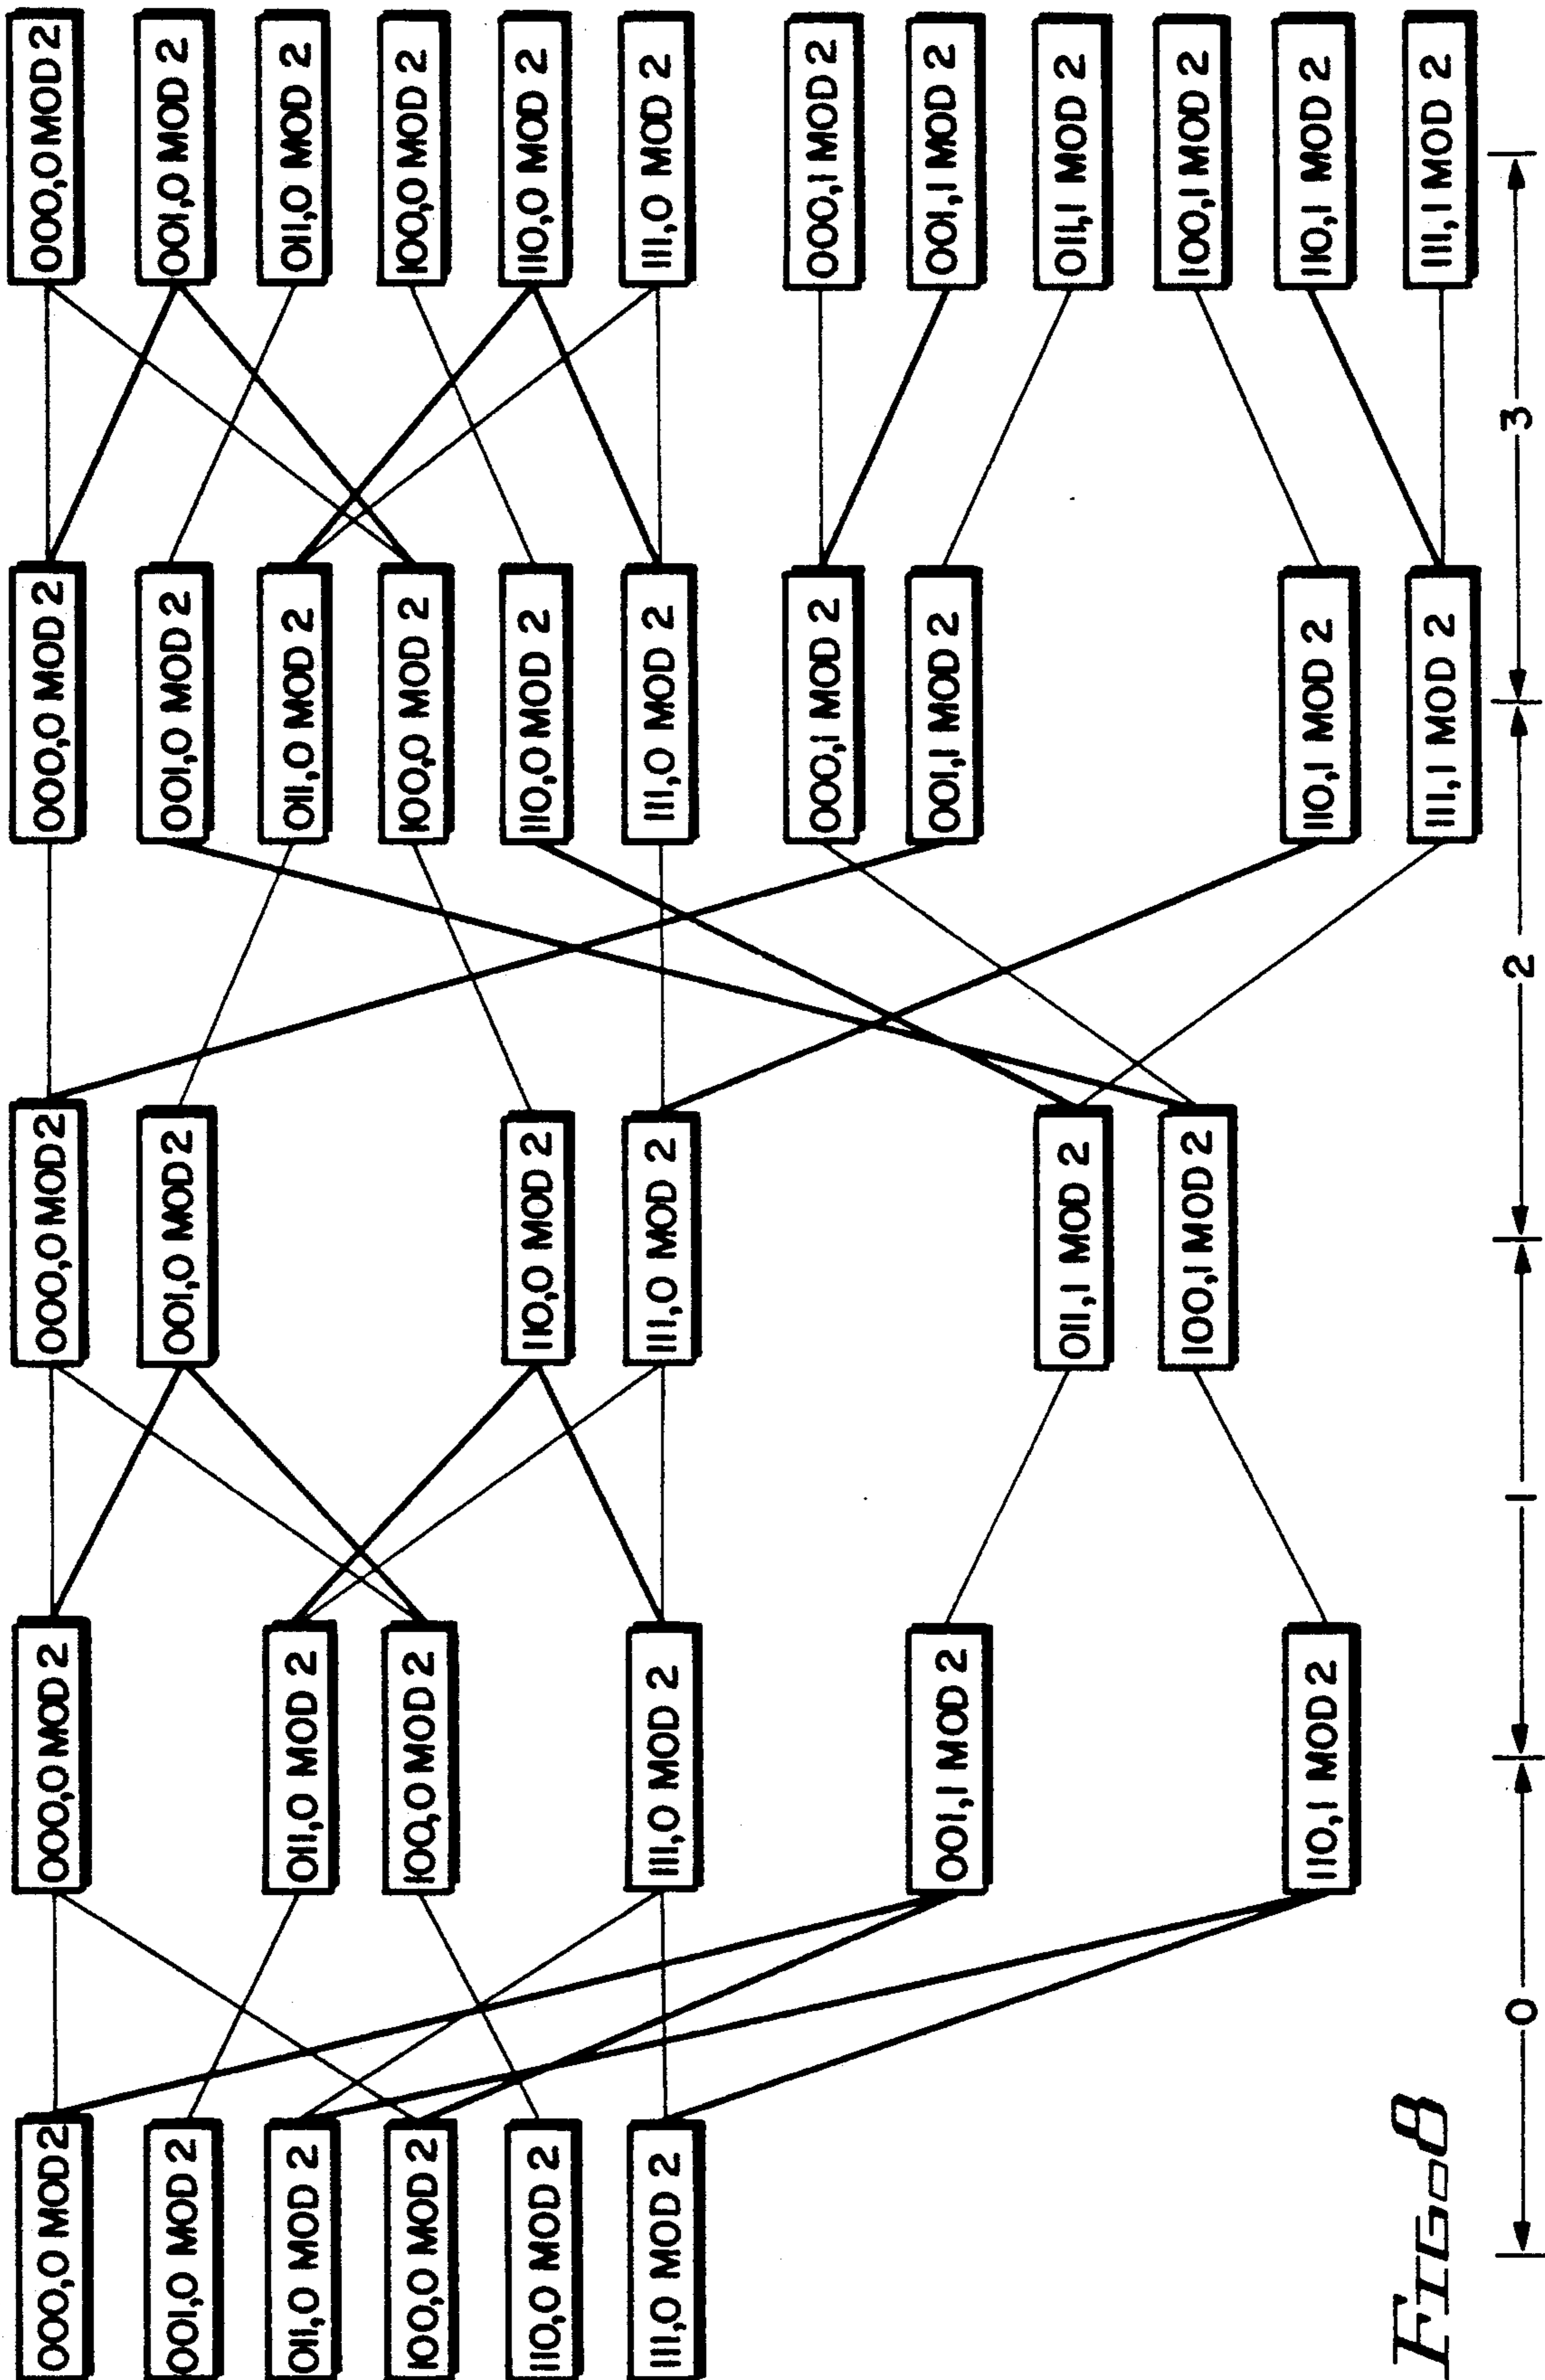 000,0 MOD 2
000,0 MOD 2
000,0 MOD 2
000,0 MOD 2
000,0 MOD 2
001,0 MOD 2
001,0 MOD 2
001,0 MOD 2
001,0 MOD 2
011,0 MOD 2
011,0 MOD 2
011,0 MOD 2
011,0 MOD 2
100,0 MOD 2
100,0 MOD 2
100,0 MOD 2
100,0 MOD 2
110,0 MOD 2
110,0 MOD 2
110,0 MOD 2
110,0 MOD 2
111,0 MOD 2
111,0 MOD 2
111,0 MOD 2
111,0 MOD 2
111,0 MOD 2
000,1 MOD 2
000,1 MOD 2
001,1 MOD 2
001,1 MOD 2
001,1 MOD 2
011,1 MOD 2
011,1 MOD 2
100,1 MOD 2
100,1 MOD 2
110,1 MOD 2
110,1 MOD 2
110,1 MOD 2
111,1 MOD 2
111,1 MOD 2
FIG-8
0
1
2
3